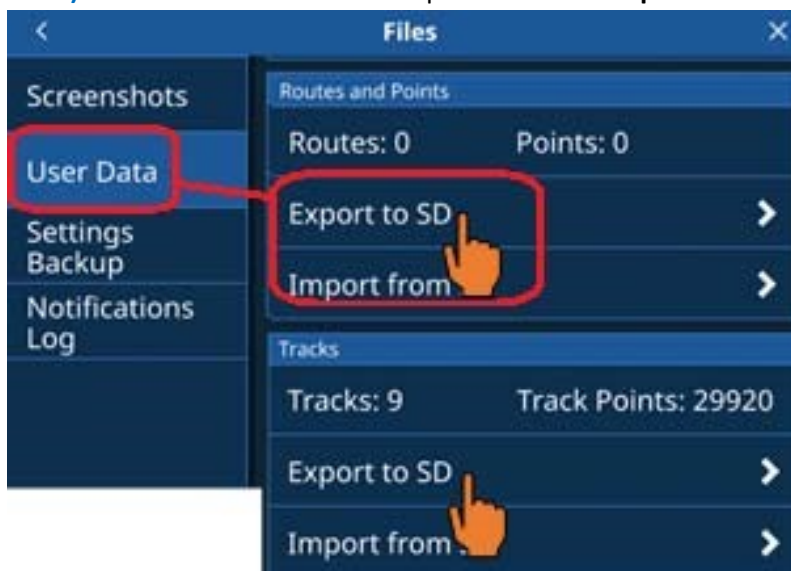 Files
Screenshots
User Data
Settings
Backup
Notifications
Log
Routes and Points
Routes: 0 Points: 0
Export to SD
Import from
Tracks
Tracks: 9 Track Points: 29920
Export to SD
Import from